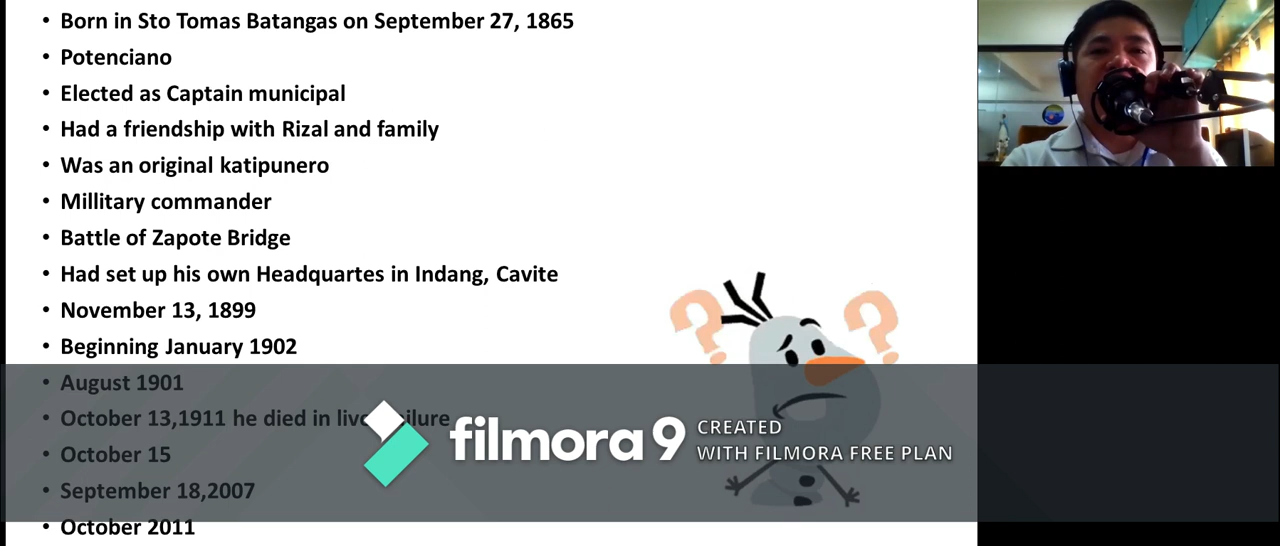 • Born in Sto Tomas Batangas on September 27, 1865
• Potenciano
• Elected as Captain municipal
• Had a friendship with Rizal and family
• Was an original katipunero
• Millitary commander
• Battle of Zapote Bridge
• Had set up his own Headquartes in Indang, Cavite
• November 13, 1899
• Beginning January 1902
• August 1901
• October 13,1911 he died in liver failure
• October 15
• September 18,2007
• October 2011
? ?
filmora 9
CREATED
WITH FILMORA FREE PLAN